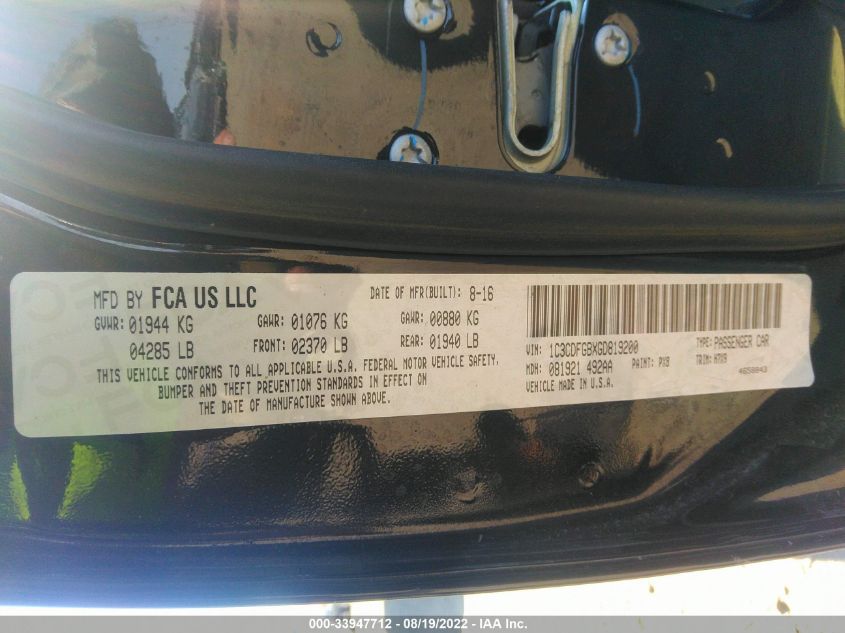 MFD BY FCA US LLC DATE OF MFR(BUILT): 8-16
GVWR: 01944 KG GAWR: 01076 KG GAWR: 00880 KG
04285 LB FRONT: 02370 LB REAR: 01940 LB
THIS VEHICLE CONFORMS TO ALL APPLICABLE U.S.A. FEDERAL MOTOR VEHICLE SAFETY,
BUMPER AND THEFT PREVENTION STANDARDS IN EFFECT ON
THE DATE OF MANUFACTURE SHOWN ABOVE.
VIN: 1C3CDFGBXGD819200 TYPE: PASSENGER CAR
MDH: 081921 492AA PAINT: PX8 TRIM: H7X9
VEHICLE MADE IN U.S.A. 4658843
000-33947712 - 08/19/2022 - IAA Inc.